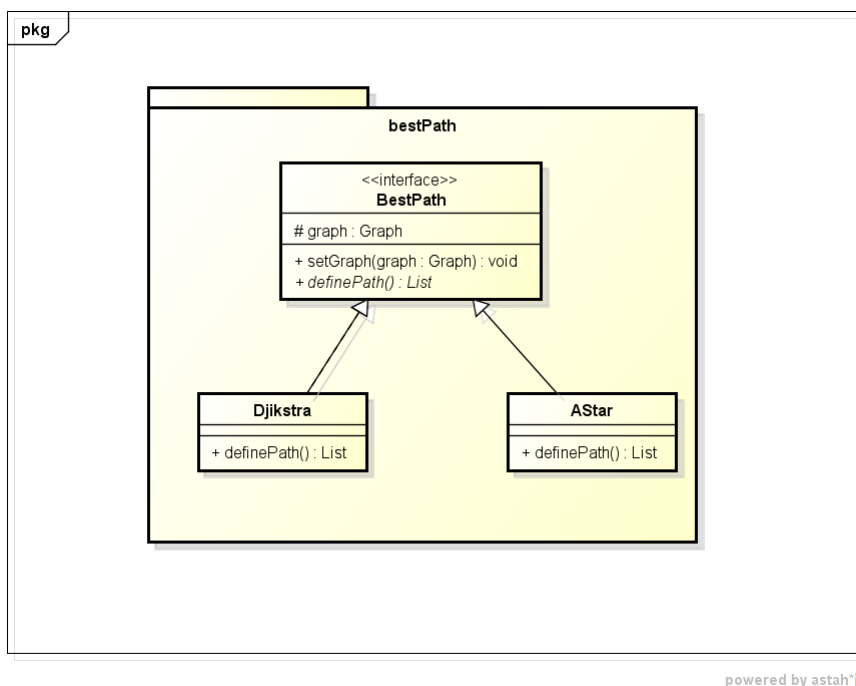 pkg
bestPath
<<interface>>
BestPath
# graph : Graph
+ setGraph(graph : Graph) : void
+ definePath() : List
Djikstra
+ definePath() : List
AStar
+ definePath() : List
powered by astah*